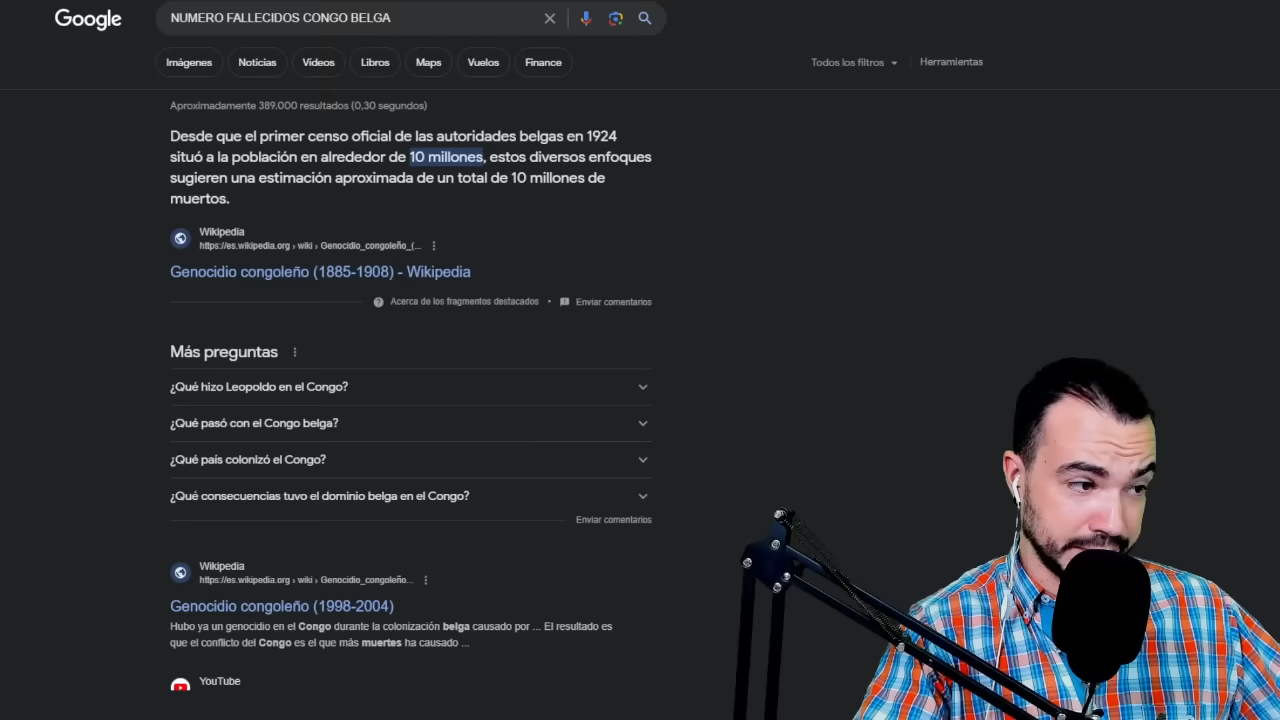 Google
NUMERO FALLECIDOS CONGO BELGA
Imágenes
Noticias
Vídeos
Libros
Maps
Vuelos
Finance
Todos los filtros
Herramientas
Aproximadamente 389.000 resultados (0,30 segundos)
Desde que el primer censo oficial de las autoridades belgas en 1924
situó a la población en alrededor de 10 millones, estos diversos enfoques
sugieren una estimación aproximada de un total de 10 millones de
muertos.
Wikipedia
https://es.wikipedia.org › wiki › Genocidio_congoleño_(...
Genocidio congoleño (1885-1908) - Wikipedia
Acerca de los fragmentos destacados
Enviar comentarios
Más preguntas
¿Qué hizo Leopoldo en el Congo?
¿Qué pasó con el Congo belga?
¿Qué país colonizó el Congo?
¿Qué consecuencias tuvo el dominio belga en el Congo?
Enviar comentarios
Wikipedia
https://es.wikipedia.org › wiki › Genocidio_congoleño...
Genocidio congoleño (1998-2004)
Hubo ya un genocidio en el Congo durante la colonización belga causado por ... El resultado es
que el conflicto del Congo es el que más muertes ha causado ...
YouTube